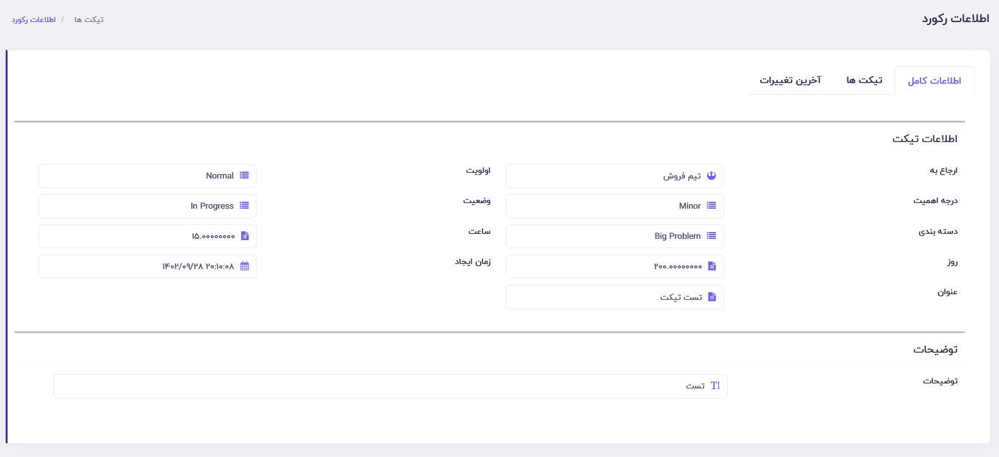 اطلاعات رکورد
تیکت ها / اطلاعات رکورد
اطلاعات کامل
تیکت ها
آخرین تغییرات
اطلاعات تیکت
ارجاع به
تیم فروش
اولویت
Normal
درجه اهمیت
Minor
وضعیت
In Progress
دسته بندی
Big Problem
ساعت
۱۵.۰۰۰۰۰۰۰۰
روز
۲۰۰.۰۰۰۰۰۰۰۰
زمان ایجاد
۱۴۰۲/۰۹/۲۸ ۲۰:۱۰:۰۸
عنوان
تست تیکت
توضیحات
توضیحات
تست